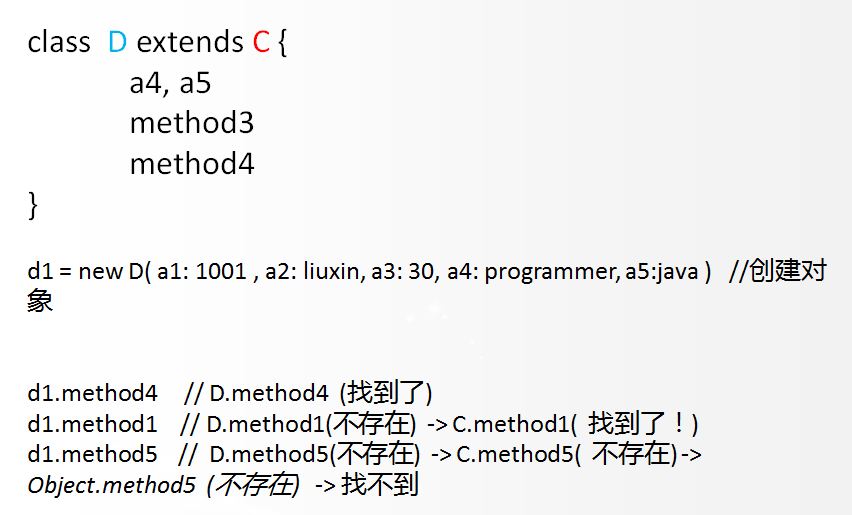 class D extends C {
a4, a5
method3
method4
}
d1 = new D( a1: 1001 , a2: liuxin, a3: 30, a4: programmer, a5:java ) //创建对
象
d1.method4 // D.method4 (找到了)
d1.method1 // D.method1(不存在) -> C.method1( 找到了！)
d1.method5 // D.method5(不存在) -> C.method5( 不存在) ->
Object.method5 (不存在) -> 找不到